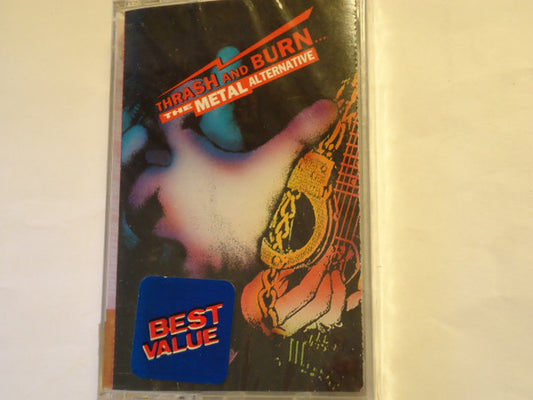 THRASH AND BURN...
THE METAL ALTERNATIVE
BEST
VALUE